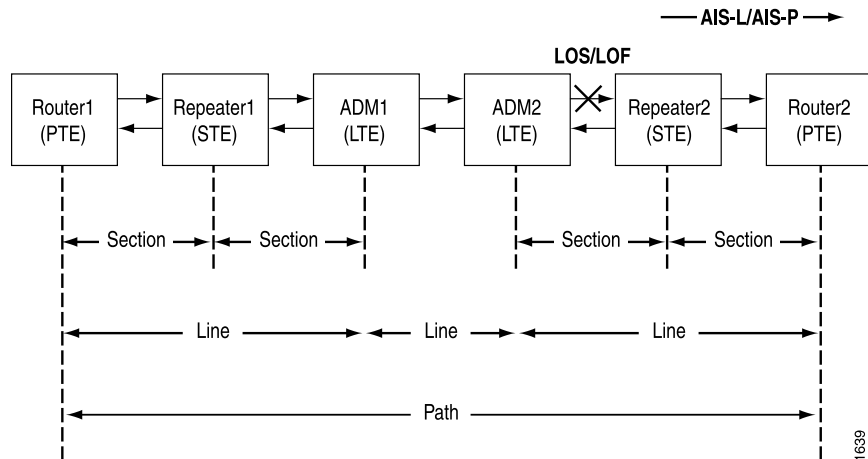 AIS-L/AIS-P
LOS/LOF
Router1
(PTE)
Repeater1
(STE)
ADM1
(LTE)
ADM2
(LTE)
Repeater2
(STE)
Router2
(PTE)
Section
Section
Section
Section
Line
Line
Line
Path
1639